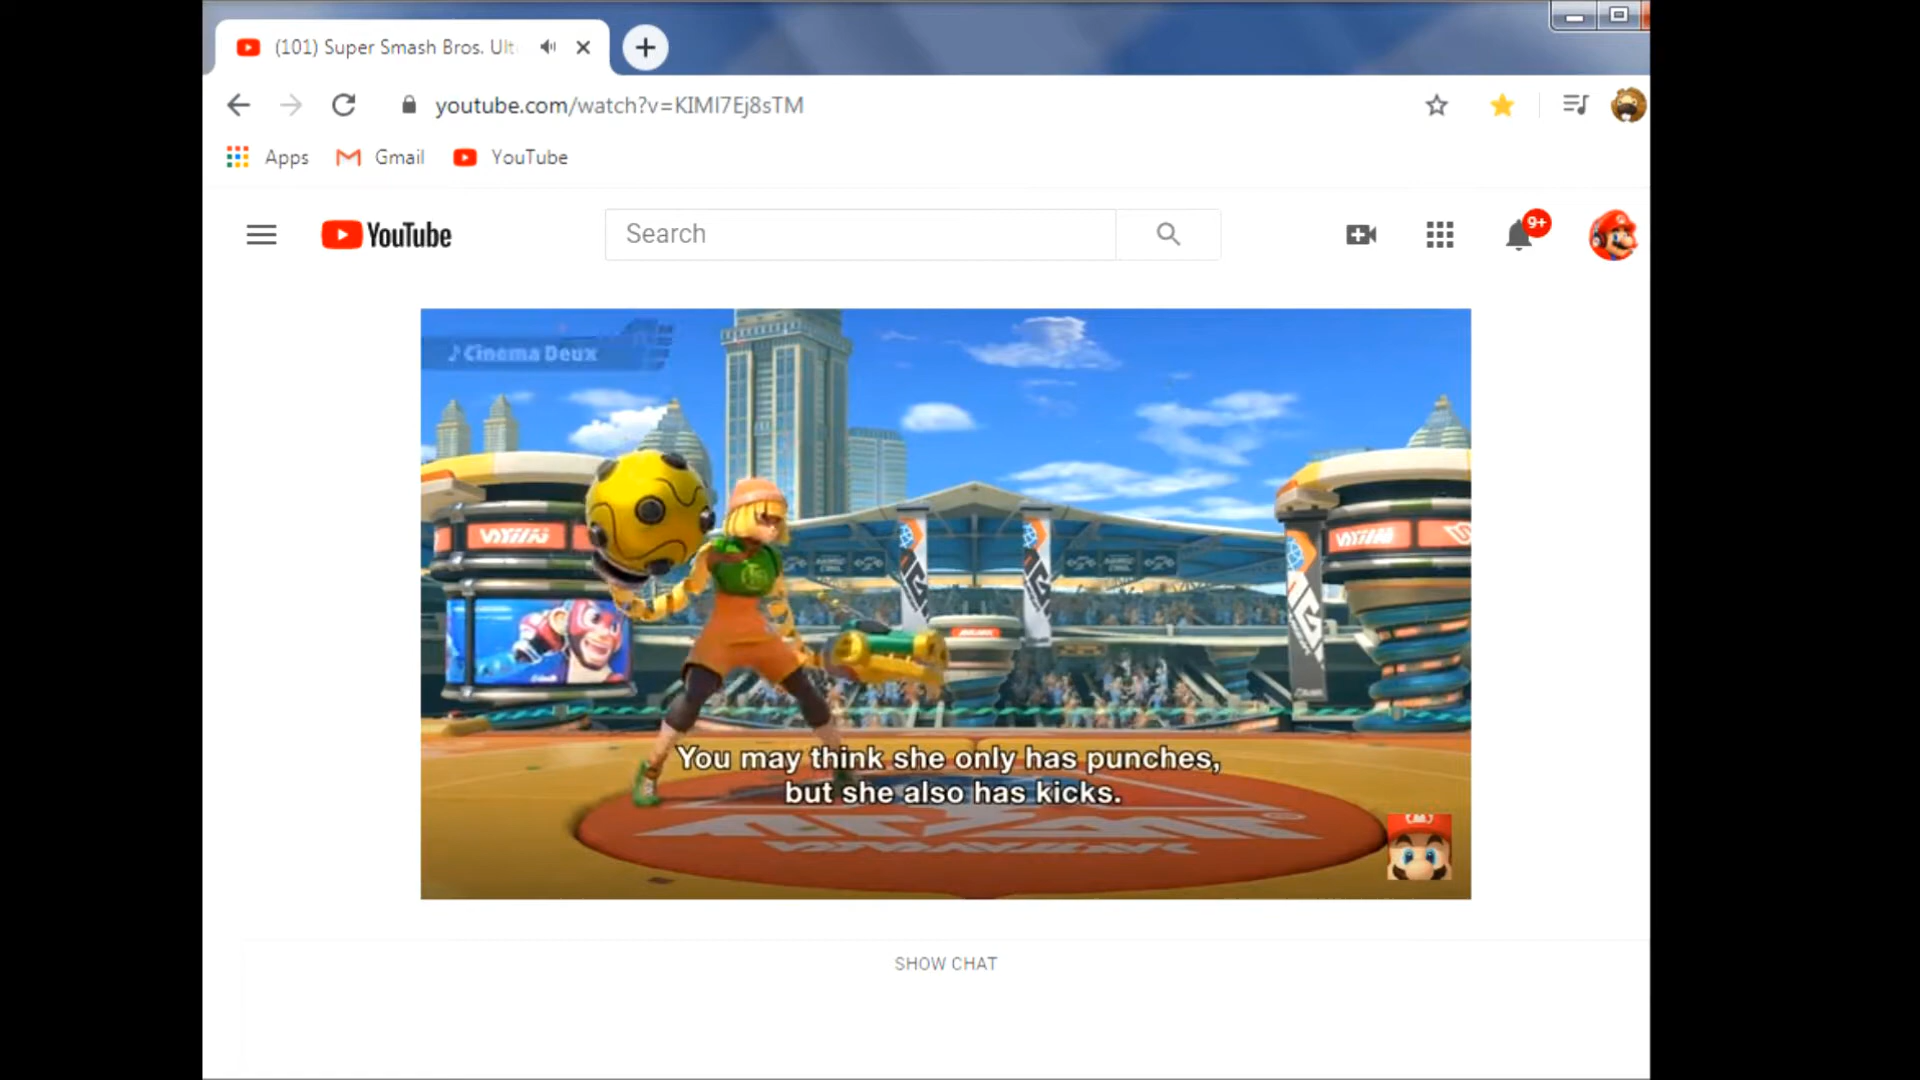 (101) Super Smash Bros. Ult
youtube.com/watch?v=KIMI7Ej8sTM
Apps
Gmail
YouTube
YouTube
Search
9+
♪Cinema Deux
You may think she only has punches,
but she also has kicks.
SHOW CHAT